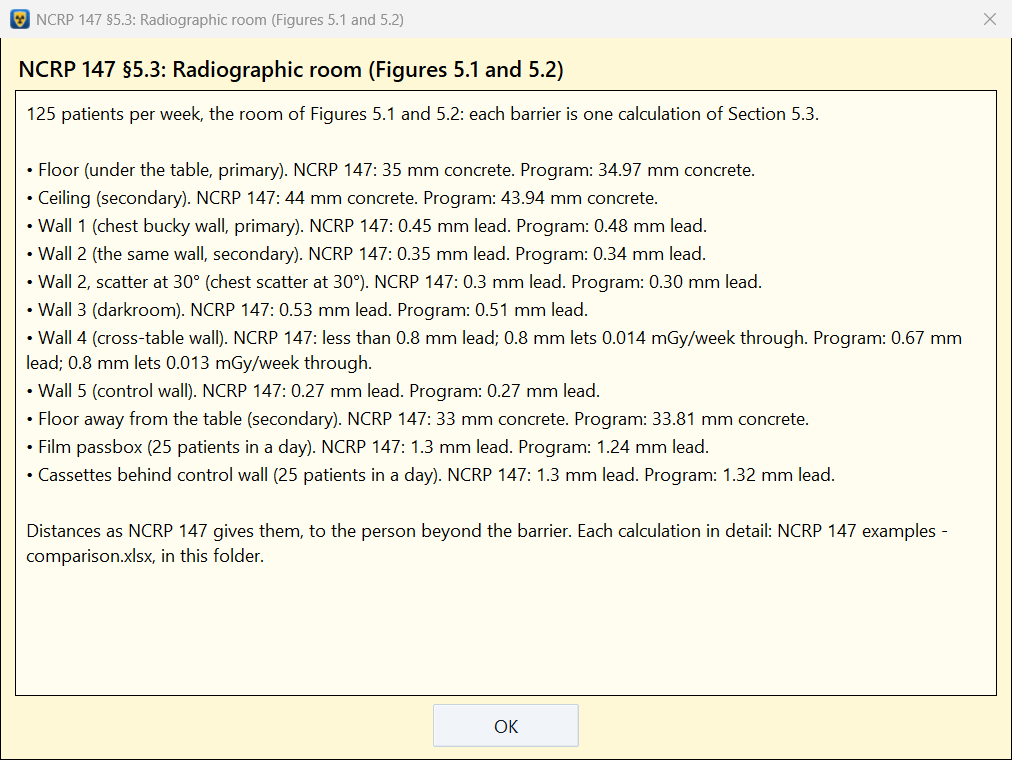 NCRP 147 §5.3: Radiographic room (Figures 5.1 and 5.2)
NCRP 147 §5.3: Radiographic room (Figures 5.1 and 5.2)
125 patients per week, the room of Figures 5.1 and 5.2: each barrier is one calculation of Section 5.3.
• Floor (under the table, primary). NCRP 147: 35 mm concrete. Program: 34.97 mm concrete.
• Ceiling (secondary). NCRP 147: 44 mm concrete. Program: 43.94 mm concrete.
• Wall 1 (chest bucky wall, primary). NCRP 147: 0.45 mm lead. Program: 0.48 mm lead.
• Wall 2 (the same wall, secondary). NCRP 147: 0.35 mm lead. Program: 0.34 mm lead.
• Wall 2, scatter at 30° (chest scatter at 30°). NCRP 147: 0.3 mm lead. Program: 0.30 mm lead.
• Wall 3 (darkroom). NCRP 147: 0.53 mm lead. Program: 0.51 mm lead.
• Wall 4 (cross-table wall). NCRP 147: less than 0.8 mm lead; 0.8 mm lets 0.014 mGy/week through. Program: 0.67 mm
lead; 0.8 mm lets 0.013 mGy/week through.
• Wall 5 (control wall). NCRP 147: 0.27 mm lead. Program: 0.27 mm lead.
• Floor away from the table (secondary). NCRP 147: 33 mm concrete. Program: 33.81 mm concrete.
• Film passbox (25 patients in a day). NCRP 147: 1.3 mm lead. Program: 1.24 mm lead.
• Cassettes behind control wall (25 patients in a day). NCRP 147: 1.3 mm lead. Program: 1.32 mm lead.
Distances as NCRP 147 gives them, to the person beyond the barrier. Each calculation in detail: NCRP 147 examples -
comparison.xlsx, in this folder.
OK